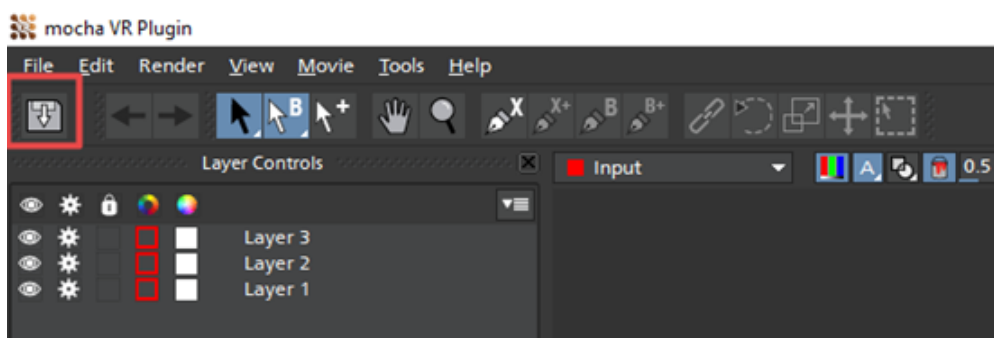 mocha VR Plugin
File Edit Render View Movie Tools Help
B + X X+ B B+
Layer Controls Input A 0.5
Layer 3
Layer 2
Layer 1